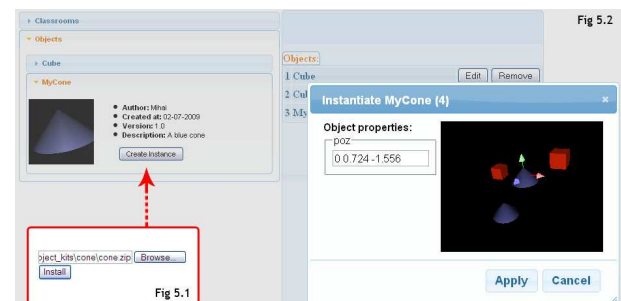 Classrooms
Objects
Cube
MyCone
Author: Mihai
Created at: 02-07-2009
Version: 1.0
Description: A blue cone
Create Instance
bject_kits\cone\cone.zip Browse...
Install
Fig 5.1
Fig 5.2
Objects:
1 Cube Edit Remove
2 Cu
3 My
Instantiate MyCone (4) ×
Object properties:
poz
0 0.724 -1.556
Apply Cancel